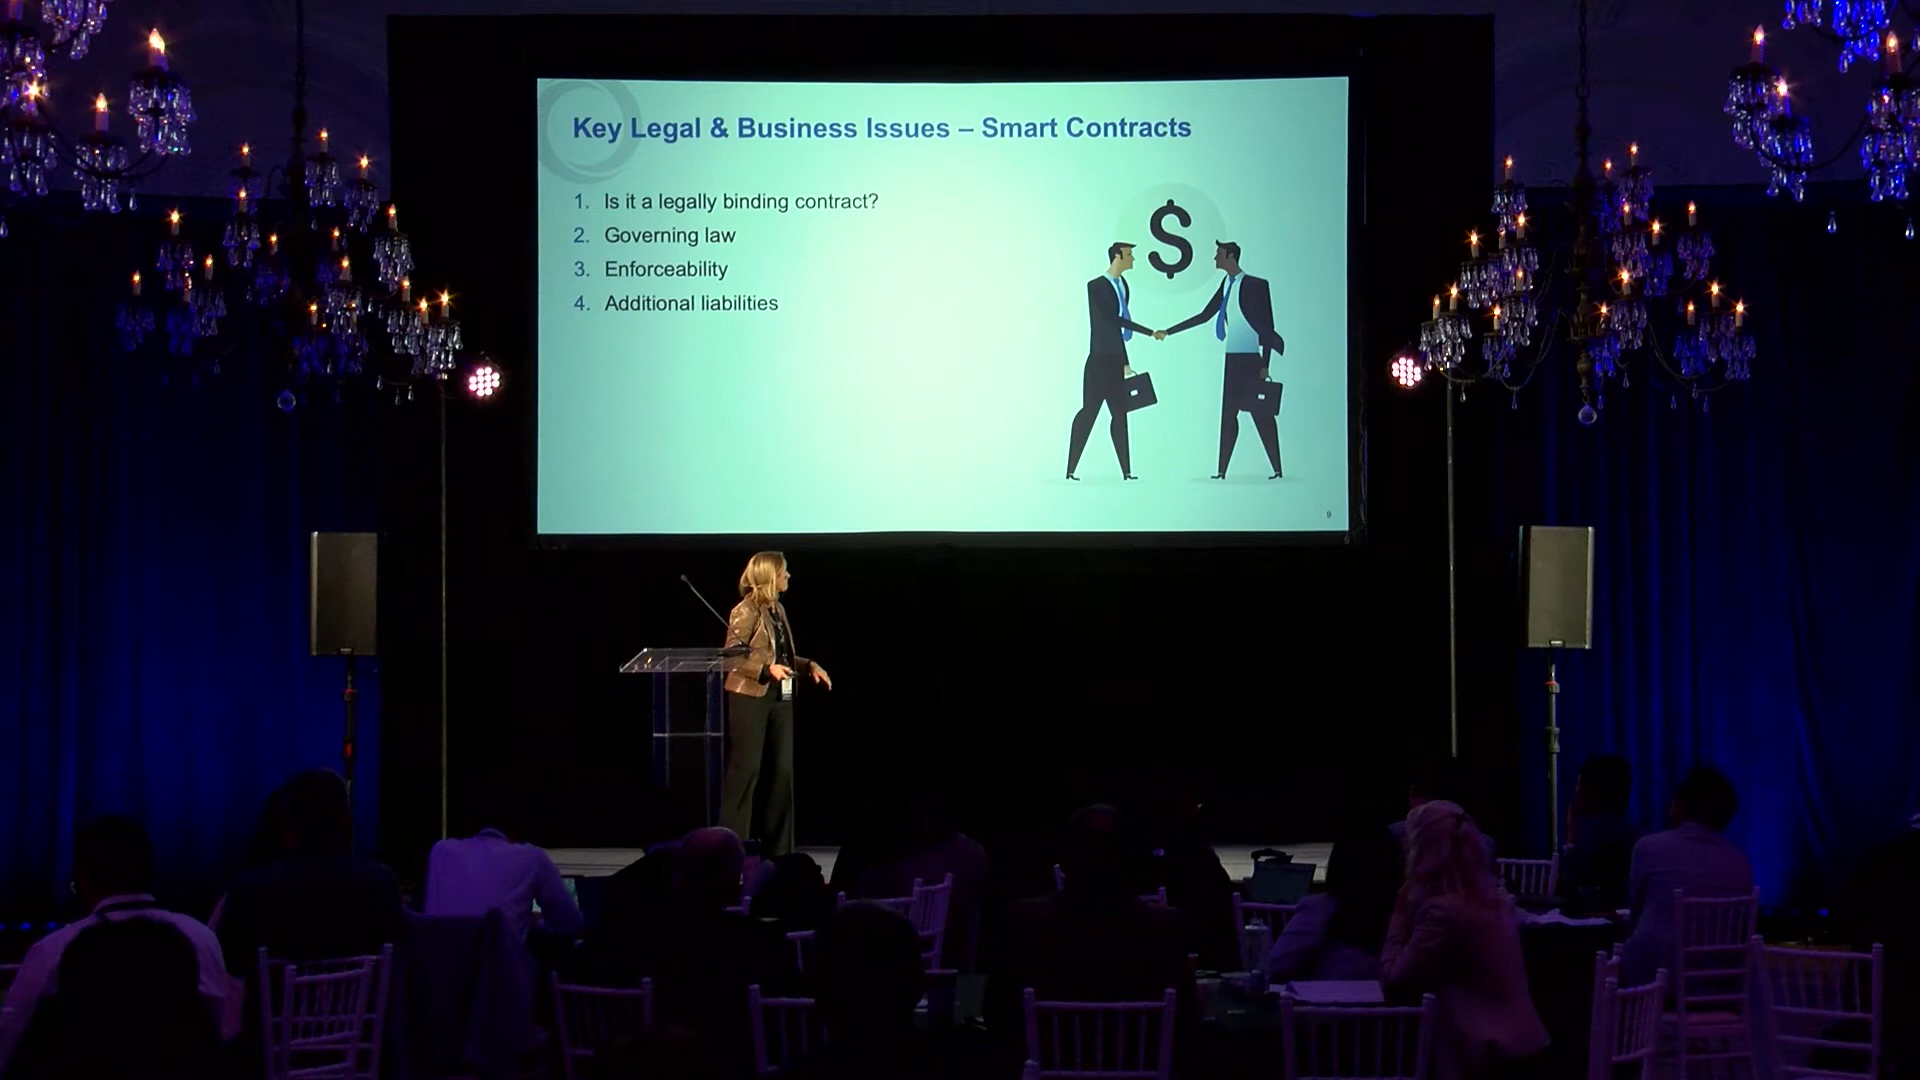 Key Legal & Business Issues – Smart Contracts
1. Is it a legally binding contract?
2. Governing law
3. Enforceability
4. Additional liabilities
$
9